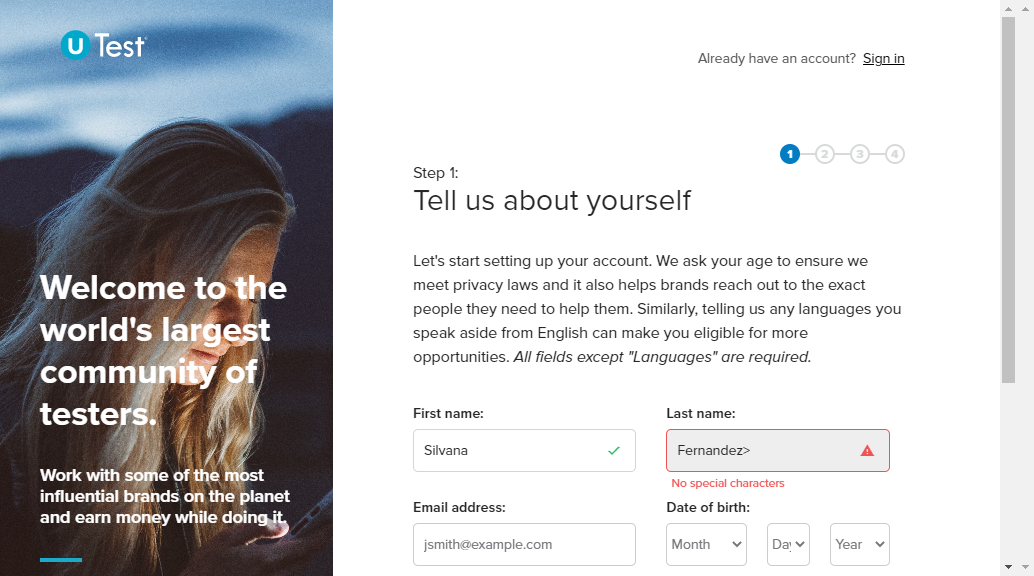 U Test
Already have an account? Sign in
1 2 3 4
Step 1:
Tell us about yourself
Let's start setting up your account. We ask your age to ensure we
meet privacy laws and it also helps brands reach out to the exact
people they need to help them. Similarly, telling us any languages you
speak aside from English can make you eligible for more
opportunities. All fields except "Languages" are required.
Welcome to the
world's largest
community of
testers.
Work with some of the most
influential brands on the planet
and earn money while doing it.
First name: Last name:
Silvana Fernandez>
No special characters
Email address: Date of birth:
jsmith@example.com Month Day Year